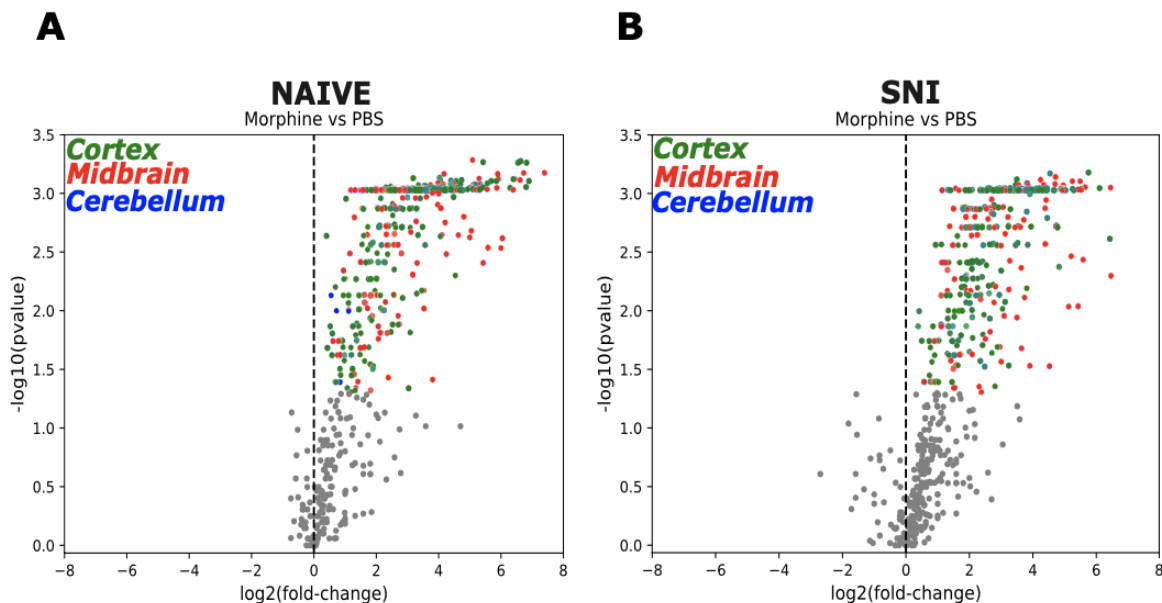 A
NAIVE
Morphine vs PBS
Cortex
Midbrain
Cerebellum
3.5
3.0
2.5
2.0
1.5
1.0
0.5
0.0
-log10(pvalue)
−8
−6
−4
−2
0
2
4
6
8
log2(fold-change)
B
SNI
Morphine vs PBS
Cortex
Midbrain
Cerebellum
3.5
3.0
2.5
2.0
1.5
1.0
0.5
0.0
-log10(pvalue)
−8
−6
−4
−2
0
2
4
6
8
log2(fold-change)